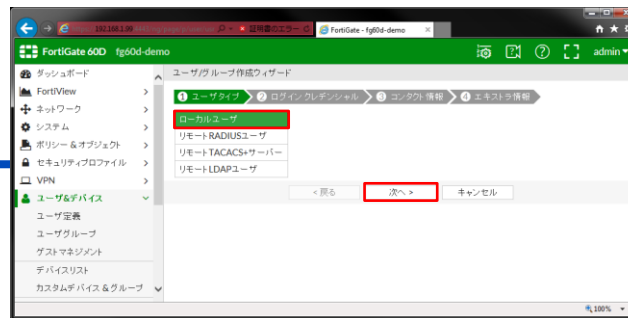 192.168.1.99
証明書のエラー
FortiGate - fg60d-demo
FortiGate 60D fg60d-demo
admin
ダッシュボード
FortiView
ネットワーク
システム
ポリシー & オブジェクト
セキュリティプロファイル
VPN
ユーザ&デバイス
ユーザ定義
ユーザグループ
ゲストマネジメント
デバイスリスト
カスタムデバイス & グループ
ユーザ/グループ作成ウィザード
1 ユーザタイプ 2 ログインクレデンシャル 3 コンタクト情報 4 エキストラ情報
ローカルユーザ
リモートRADIUSユーザ
リモートTACACS+サーバー
リモートLDAPユーザ
< 戻る 次へ > キャンセル
100%